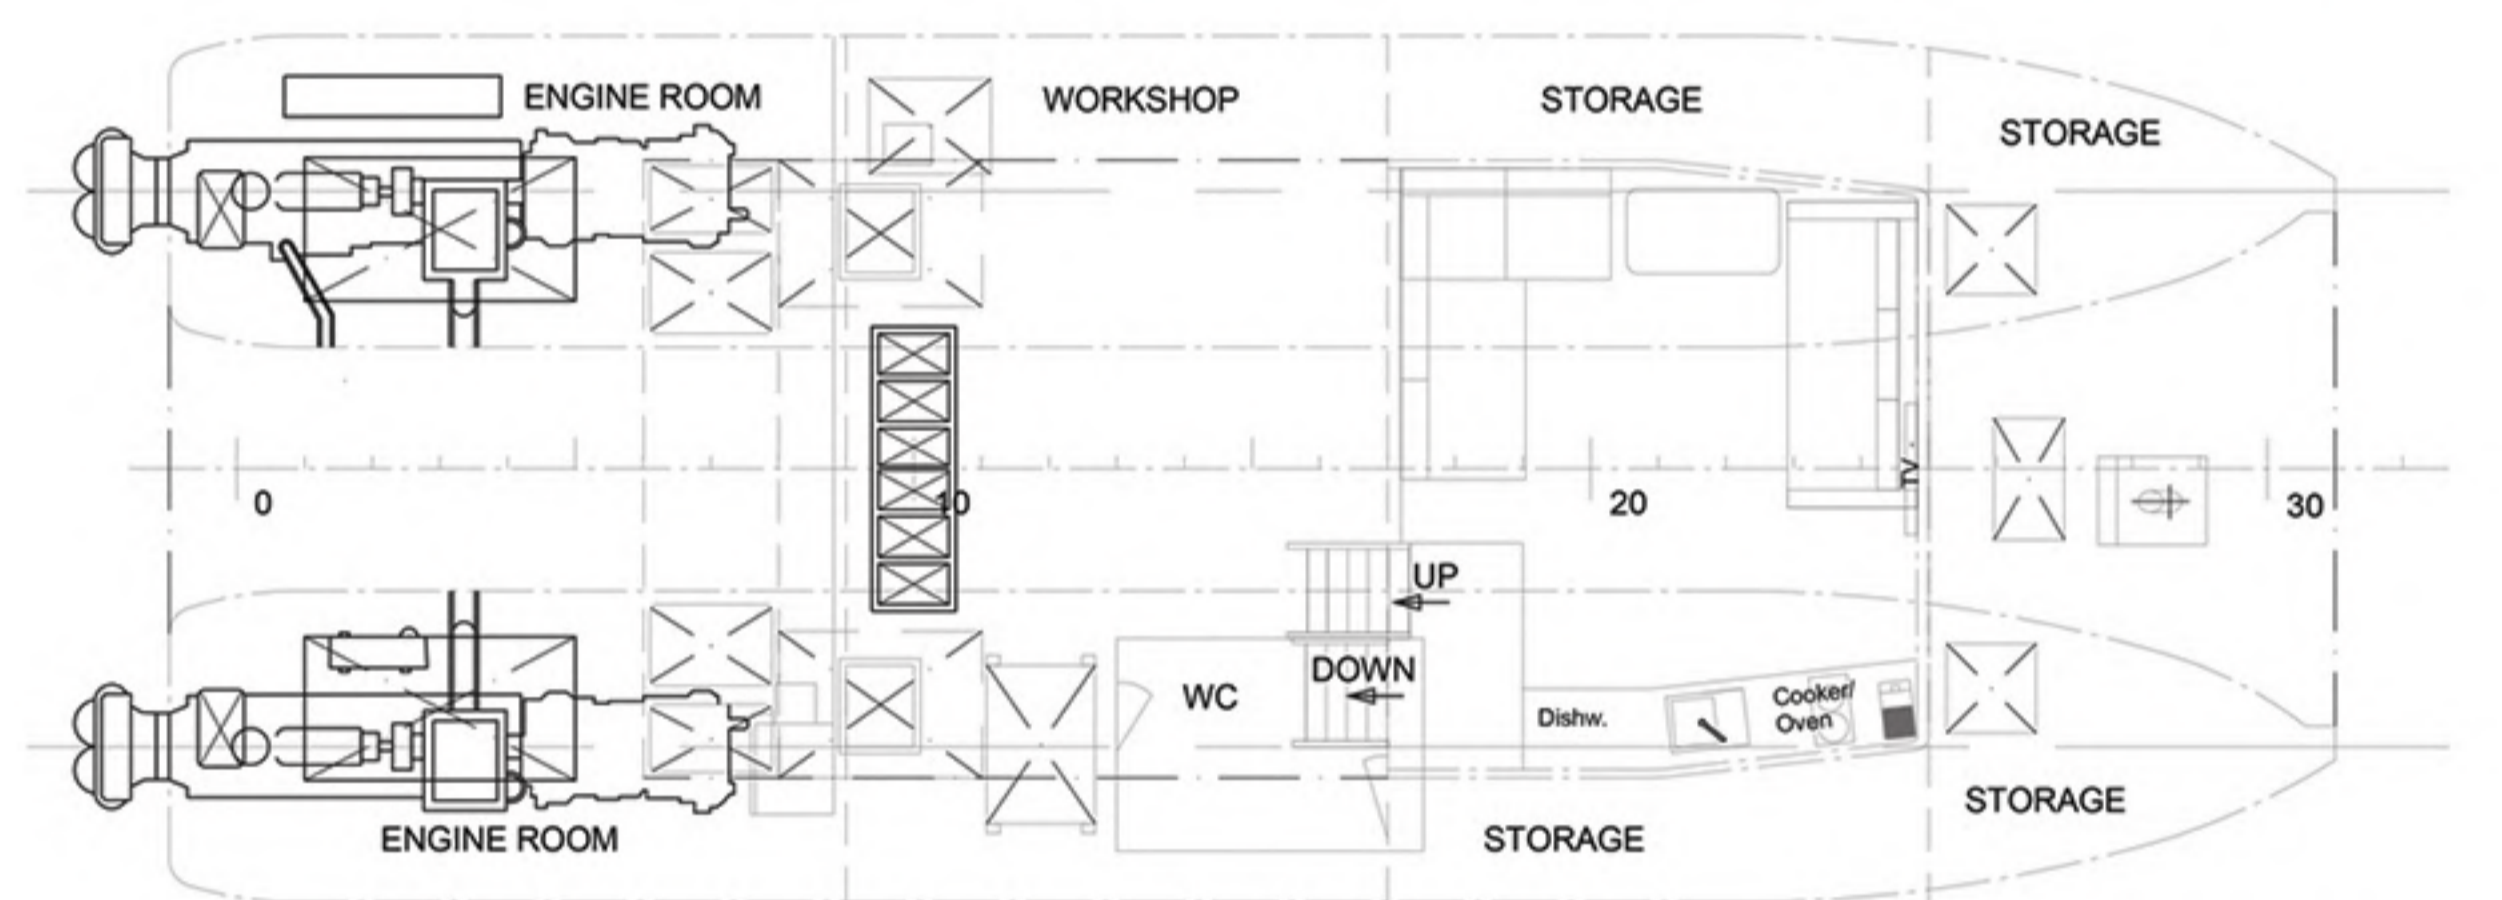 ENGINE ROOM
WORKSHOP
STORAGE
STORAGE
TV
0
10
20
30
UP
DOWN
WC
Dishw.
Cooker/
Oven
STORAGE
ENGINE ROOM
STORAGE